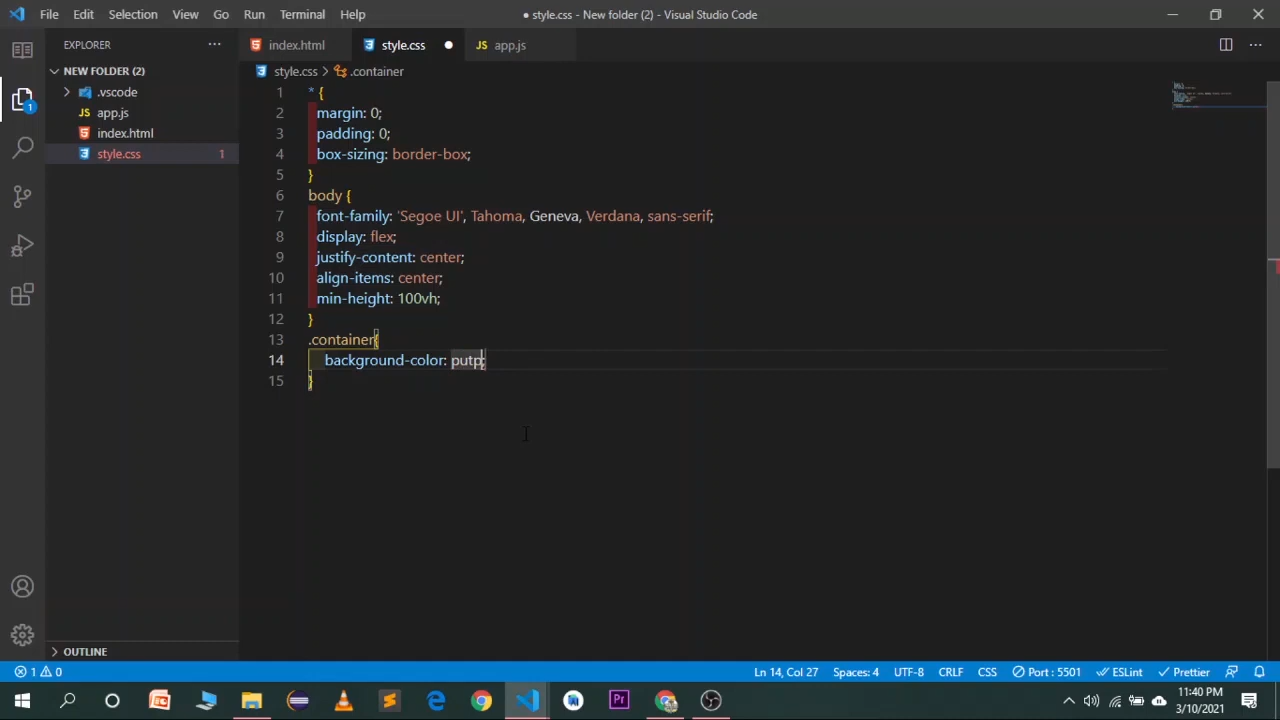 File Edit Selection View Go Run Terminal Help
● style.css - New folder (2) - Visual Studio Code
EXPLORER
NEW FOLDER (2)
.vscode
JS app.js
index.html
style.css 1
OUTLINE
index.html style.css JS app.js
style.css > .container
1 * {
2 margin: 0;
3 padding: 0;
4 box-sizing: border-box;
5 }
6 body {
7 font-family: 'Segoe UI', Tahoma, Geneva, Verdana, sans-serif;
8 display: flex;
9 justify-content: center;
10 align-items: center;
11 min-height: 100vh;
12 }
13 .container{
14 background-color: putp;
15 }
1 0 Ln 14, Col 27 Spaces: 4 UTF-8 CRLF CSS Port : 5501 ESLint Prettier
Pr
11:40 PM
3/10/2021